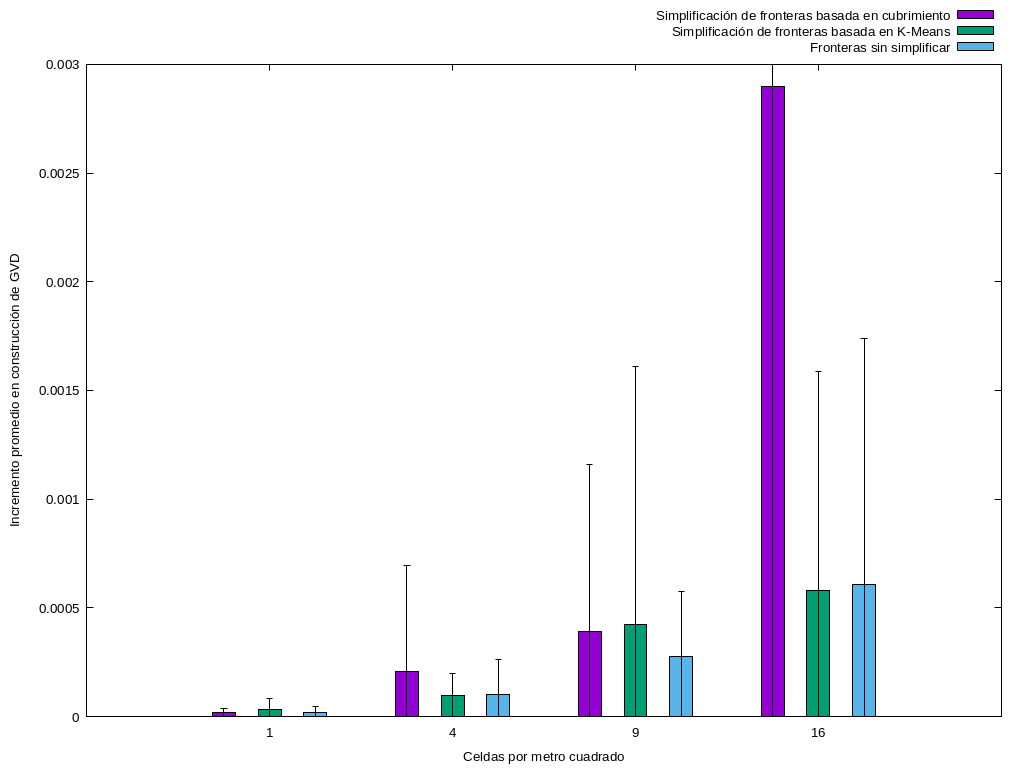 Simplificación de fronteras basada en cubrimiento
Simplificación de fronteras basada en K-Means
Fronteras sin simplificar
0.003
0.0025
0.002
0.0015
0.001
0.0005
0
Incremento promedio en construcción de GVD
1 4 9 16
Celdas por metro cuadrado